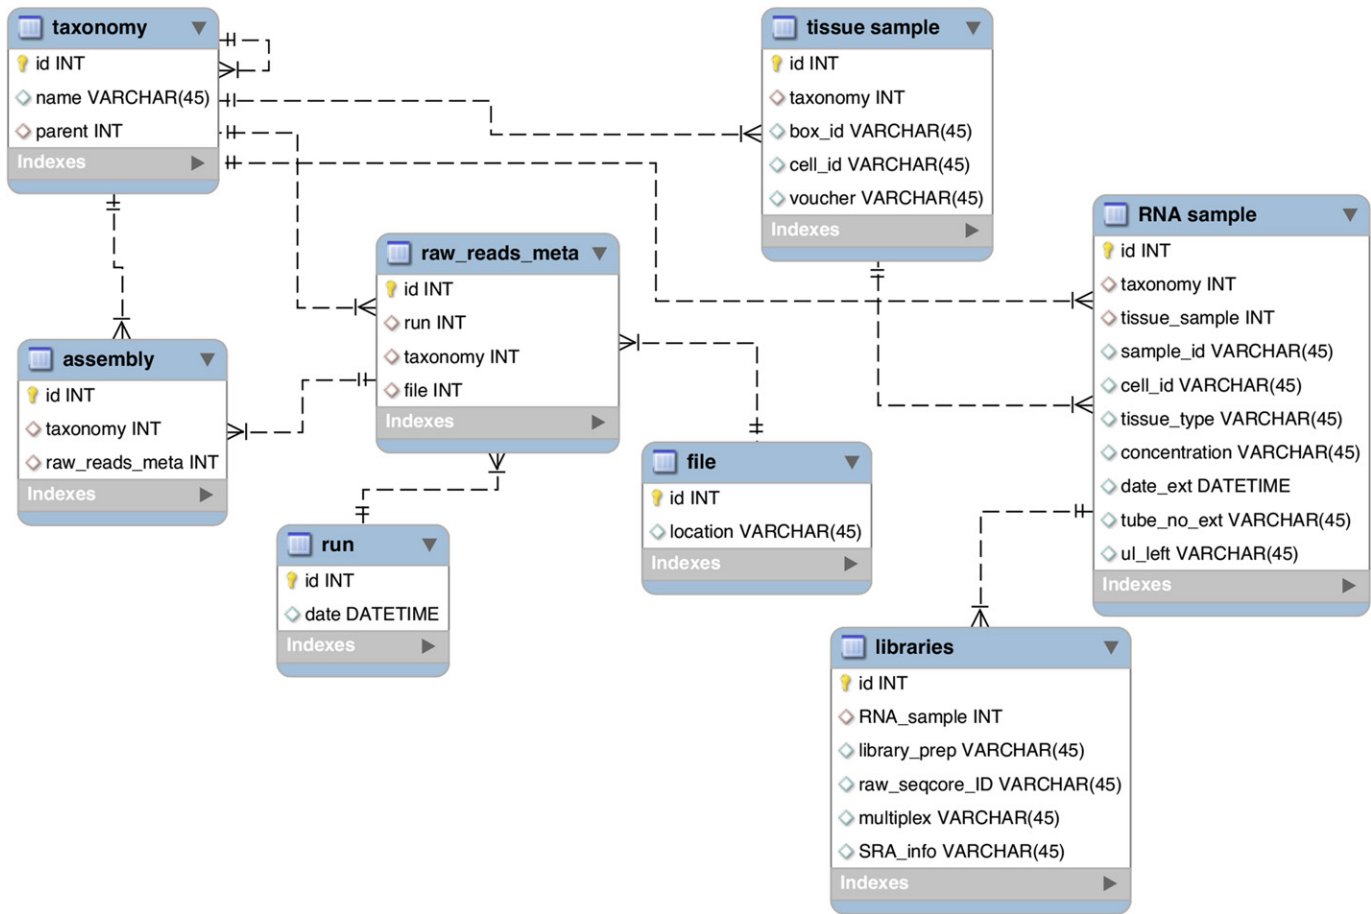 taxonomy
id INT
name VARCHAR(45)
parent INT
Indexes
tissue sample
id INT
taxonomy INT
box_id VARCHAR(45)
cell_id VARCHAR(45)
voucher VARCHAR(45)
Indexes
RNA sample
id INT
taxonomy INT
tissue_sample INT
sample_id VARCHAR(45)
cell_id VARCHAR(45)
tissue_type VARCHAR(45)
concentration VARCHAR(45)
date_ext DATETIME
tube_no_ext VARCHAR(45)
ul_left VARCHAR(45)
Indexes
raw_reads_meta
id INT
run INT
taxonomy INT
file INT
Indexes
assembly
id INT
taxonomy INT
raw_reads_meta INT
Indexes
file
id INT
location VARCHAR(45)
Indexes
run
id INT
date DATETIME
Indexes
libraries
id INT
RNA_sample INT
library_prep VARCHAR(45)
raw_seqcore_ID VARCHAR(45)
multiplex VARCHAR(45)
SRA_info VARCHAR(45)
Indexes